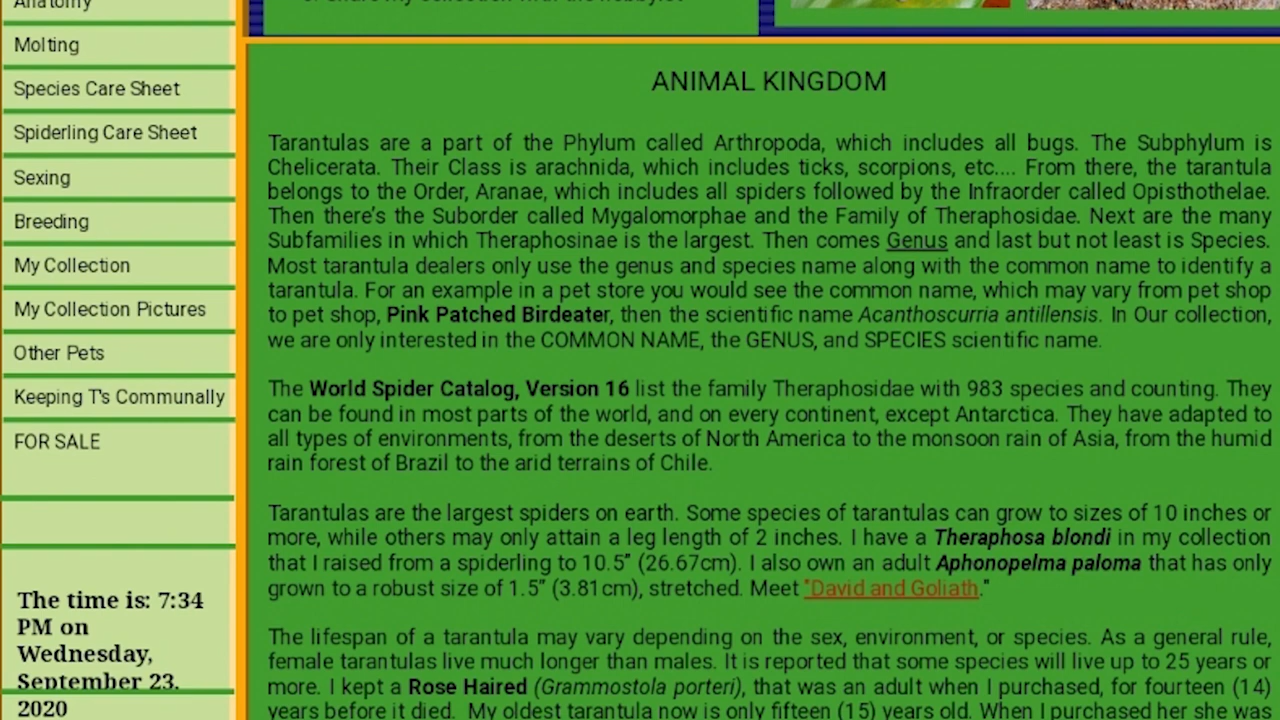 Anatomy
Molting
Species Care Sheet
Spiderling Care Sheet
Sexing
Breeding
My Collection
My Collection Pictures
Other Pets
Keeping T's Communally
FOR SALE
The time is: 7:34
PM on
Wednesday,
September 23,
2020
ANIMAL KINGDOM
Tarantulas are a part of the Phylum called Arthropoda, which includes all bugs. The Subphylum is
Chelicerata. Their Class is arachnida, which includes ticks, scorpions, etc.... From there, the tarantula
belongs to the Order, Aranae, which includes all spiders followed by the Infraorder called Opisthothelae.
Then there's the Suborder called Mygalomorphae and the Family of Theraphosidae. Next are the many
Subfamilies in which Theraphosinae is the largest. Then comes Genus and last but not least is Species.
Most tarantula dealers only use the genus and species name along with the common name to identify a
tarantula. For an example in a pet store you would see the common name, which may vary from pet shop
to pet shop, Pink Patched Birdeater, then the scientific name Acanthoscurria antillensis. In Our collection,
we are only interested in the COMMON NAME, the GENUS, and SPECIES scientific name.
The World Spider Catalog, Version 16 list the family Theraphosidae with 983 species and counting. They
can be found in most parts of the world, and on every continent, except Antarctica. They have adapted to
all types of environments, from the deserts of North America to the monsoon rain of Asia, from the humid
rain forest of Brazil to the arid terrains of Chile.
Tarantulas are the largest spiders on earth. Some species of tarantulas can grow to sizes of 10 inches or
more, while others may only attain a leg length of 2 inches. I have a Theraphosa blondi in my collection
that I raised from a spiderling to 10.5” (26.67cm). I also own an adult Aphonopelma paloma that has only
grown to a robust size of 1.5” (3.81cm), stretched. Meet "David and Goliath."
The lifespan of a tarantula may vary depending on the sex, environment, or species. As a general rule,
female tarantulas live much longer than males. It is reported that some species will live up to 25 years or
more. I kept a Rose Haired (Grammostola porteri), that was an adult when I purchased, for fourteen (14)
years before it died. My oldest tarantula now is only fifteen (15) years old. When I purchased her she was